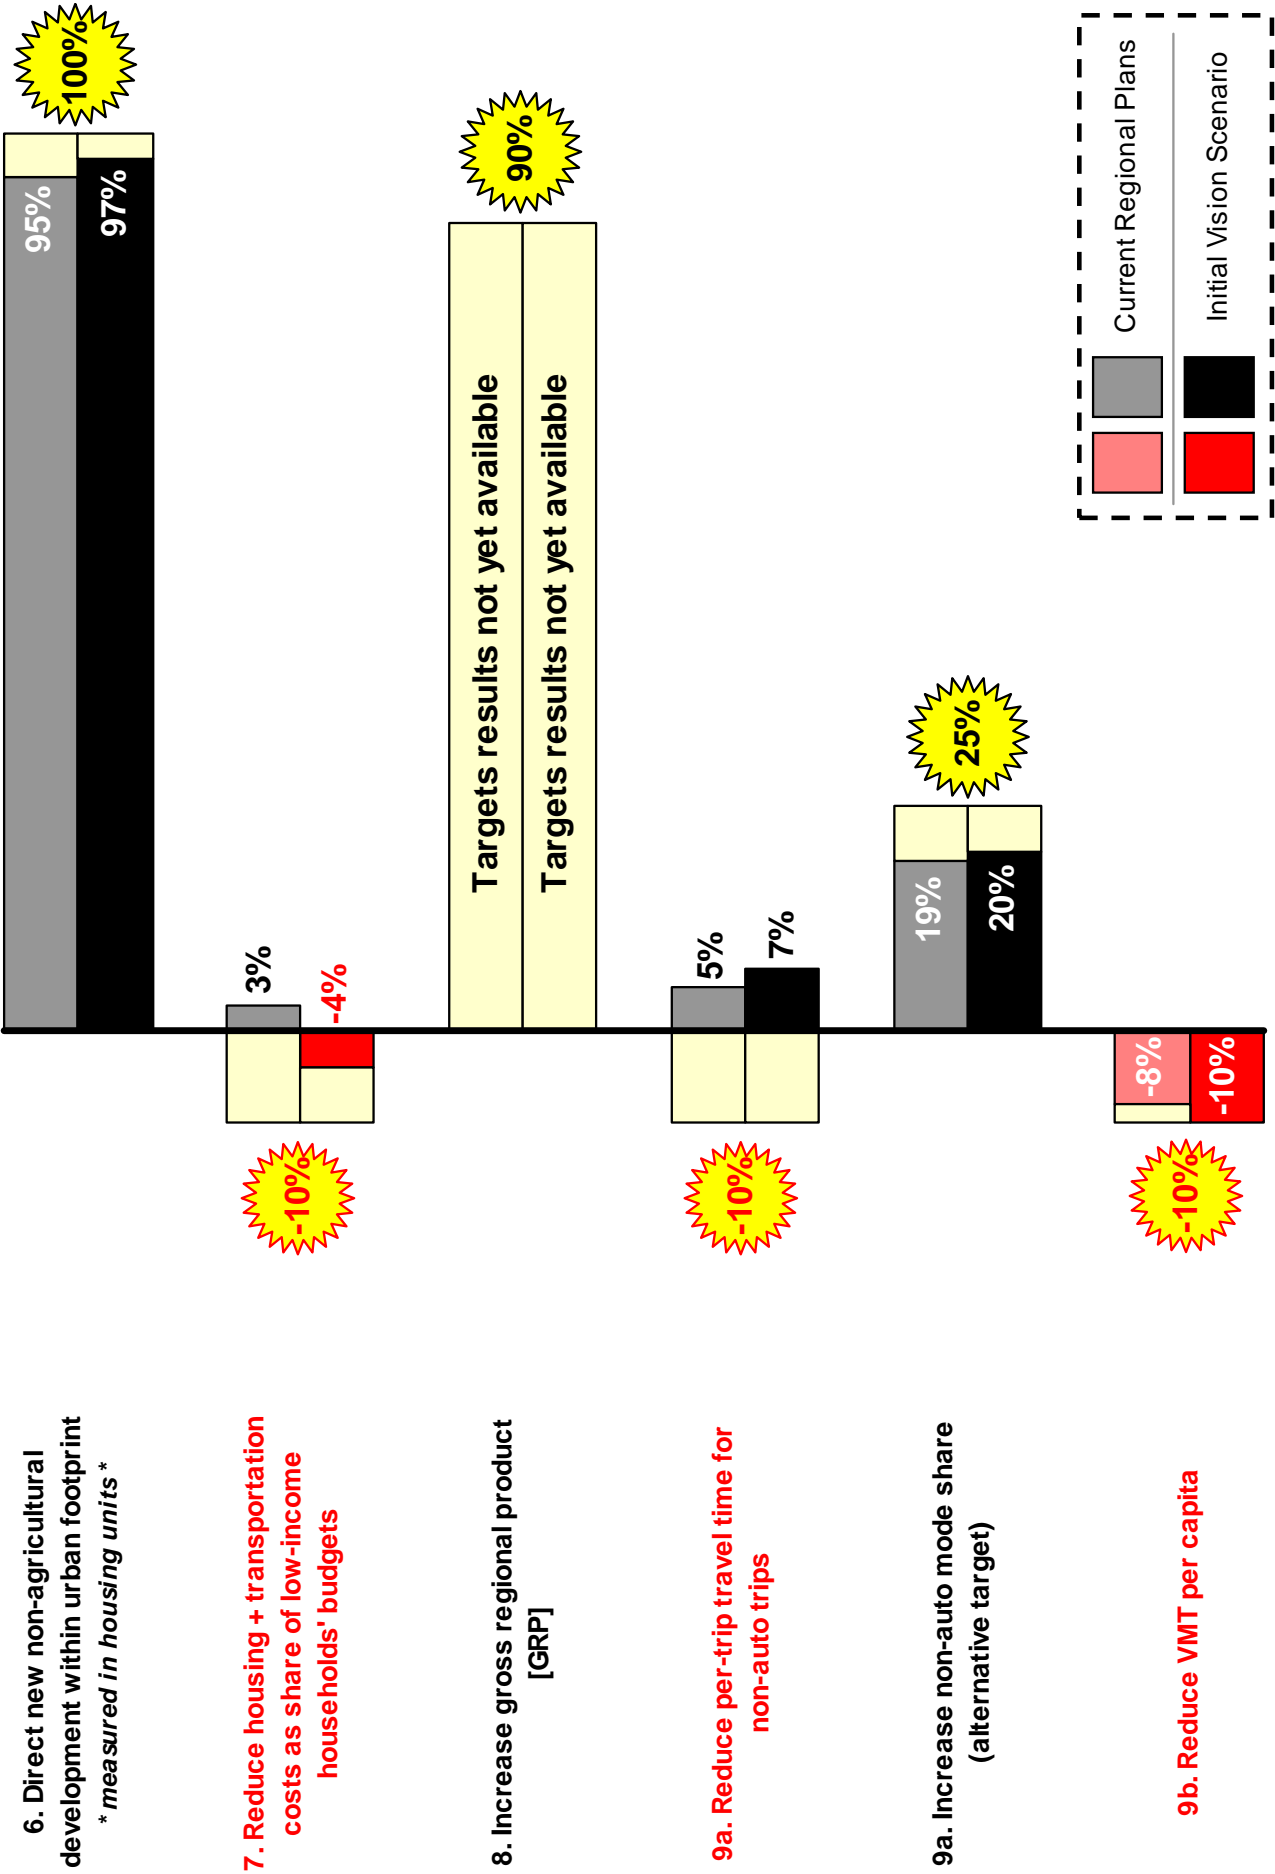 6. Direct new non-agricultural
development within urban footprint
* measured in housing units *
95%
97%
100%
7. Reduce housing + transportation
costs as share of low-income
households' budgets
-10%
3%
-4%
8. Increase gross regional product
[GRP]
Targets results not yet available
Targets results not yet available
90%
9a. Reduce per-trip travel time for
non-auto trips
-10%
5%
7%
9a. Increase non-auto mode share
(alternative target)
19%
20%
25%
9b. Reduce VMT per capita
-10%
-8%
-10%
Current Regional Plans
Initial Vision Scenario